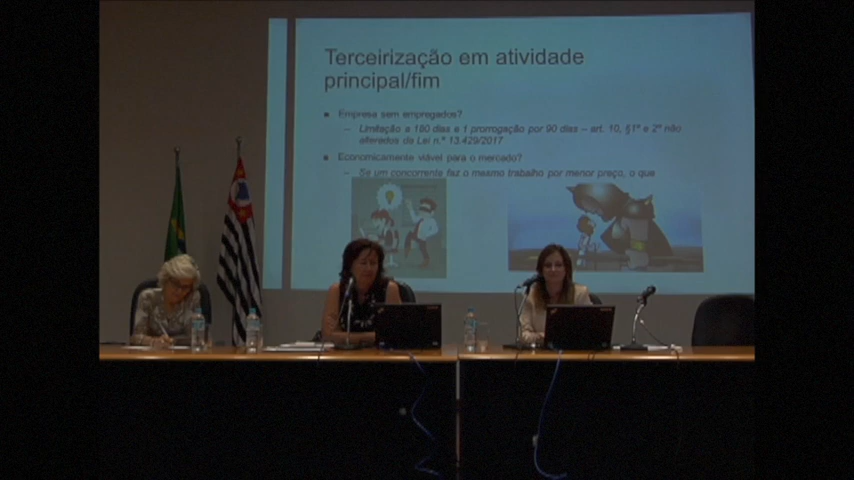 Terceirização em atividade
principal/fim
Empresa sem empregados?
– Limitação a 180 dias e 1 prorrogação por 90 dias – art. 10, §1º e 2º não
alterados da Lei n.º 13.429/2017
Economicamente viável para o mercado?
– Se um concorrente faz o mesmo trabalho por menor preço, o que